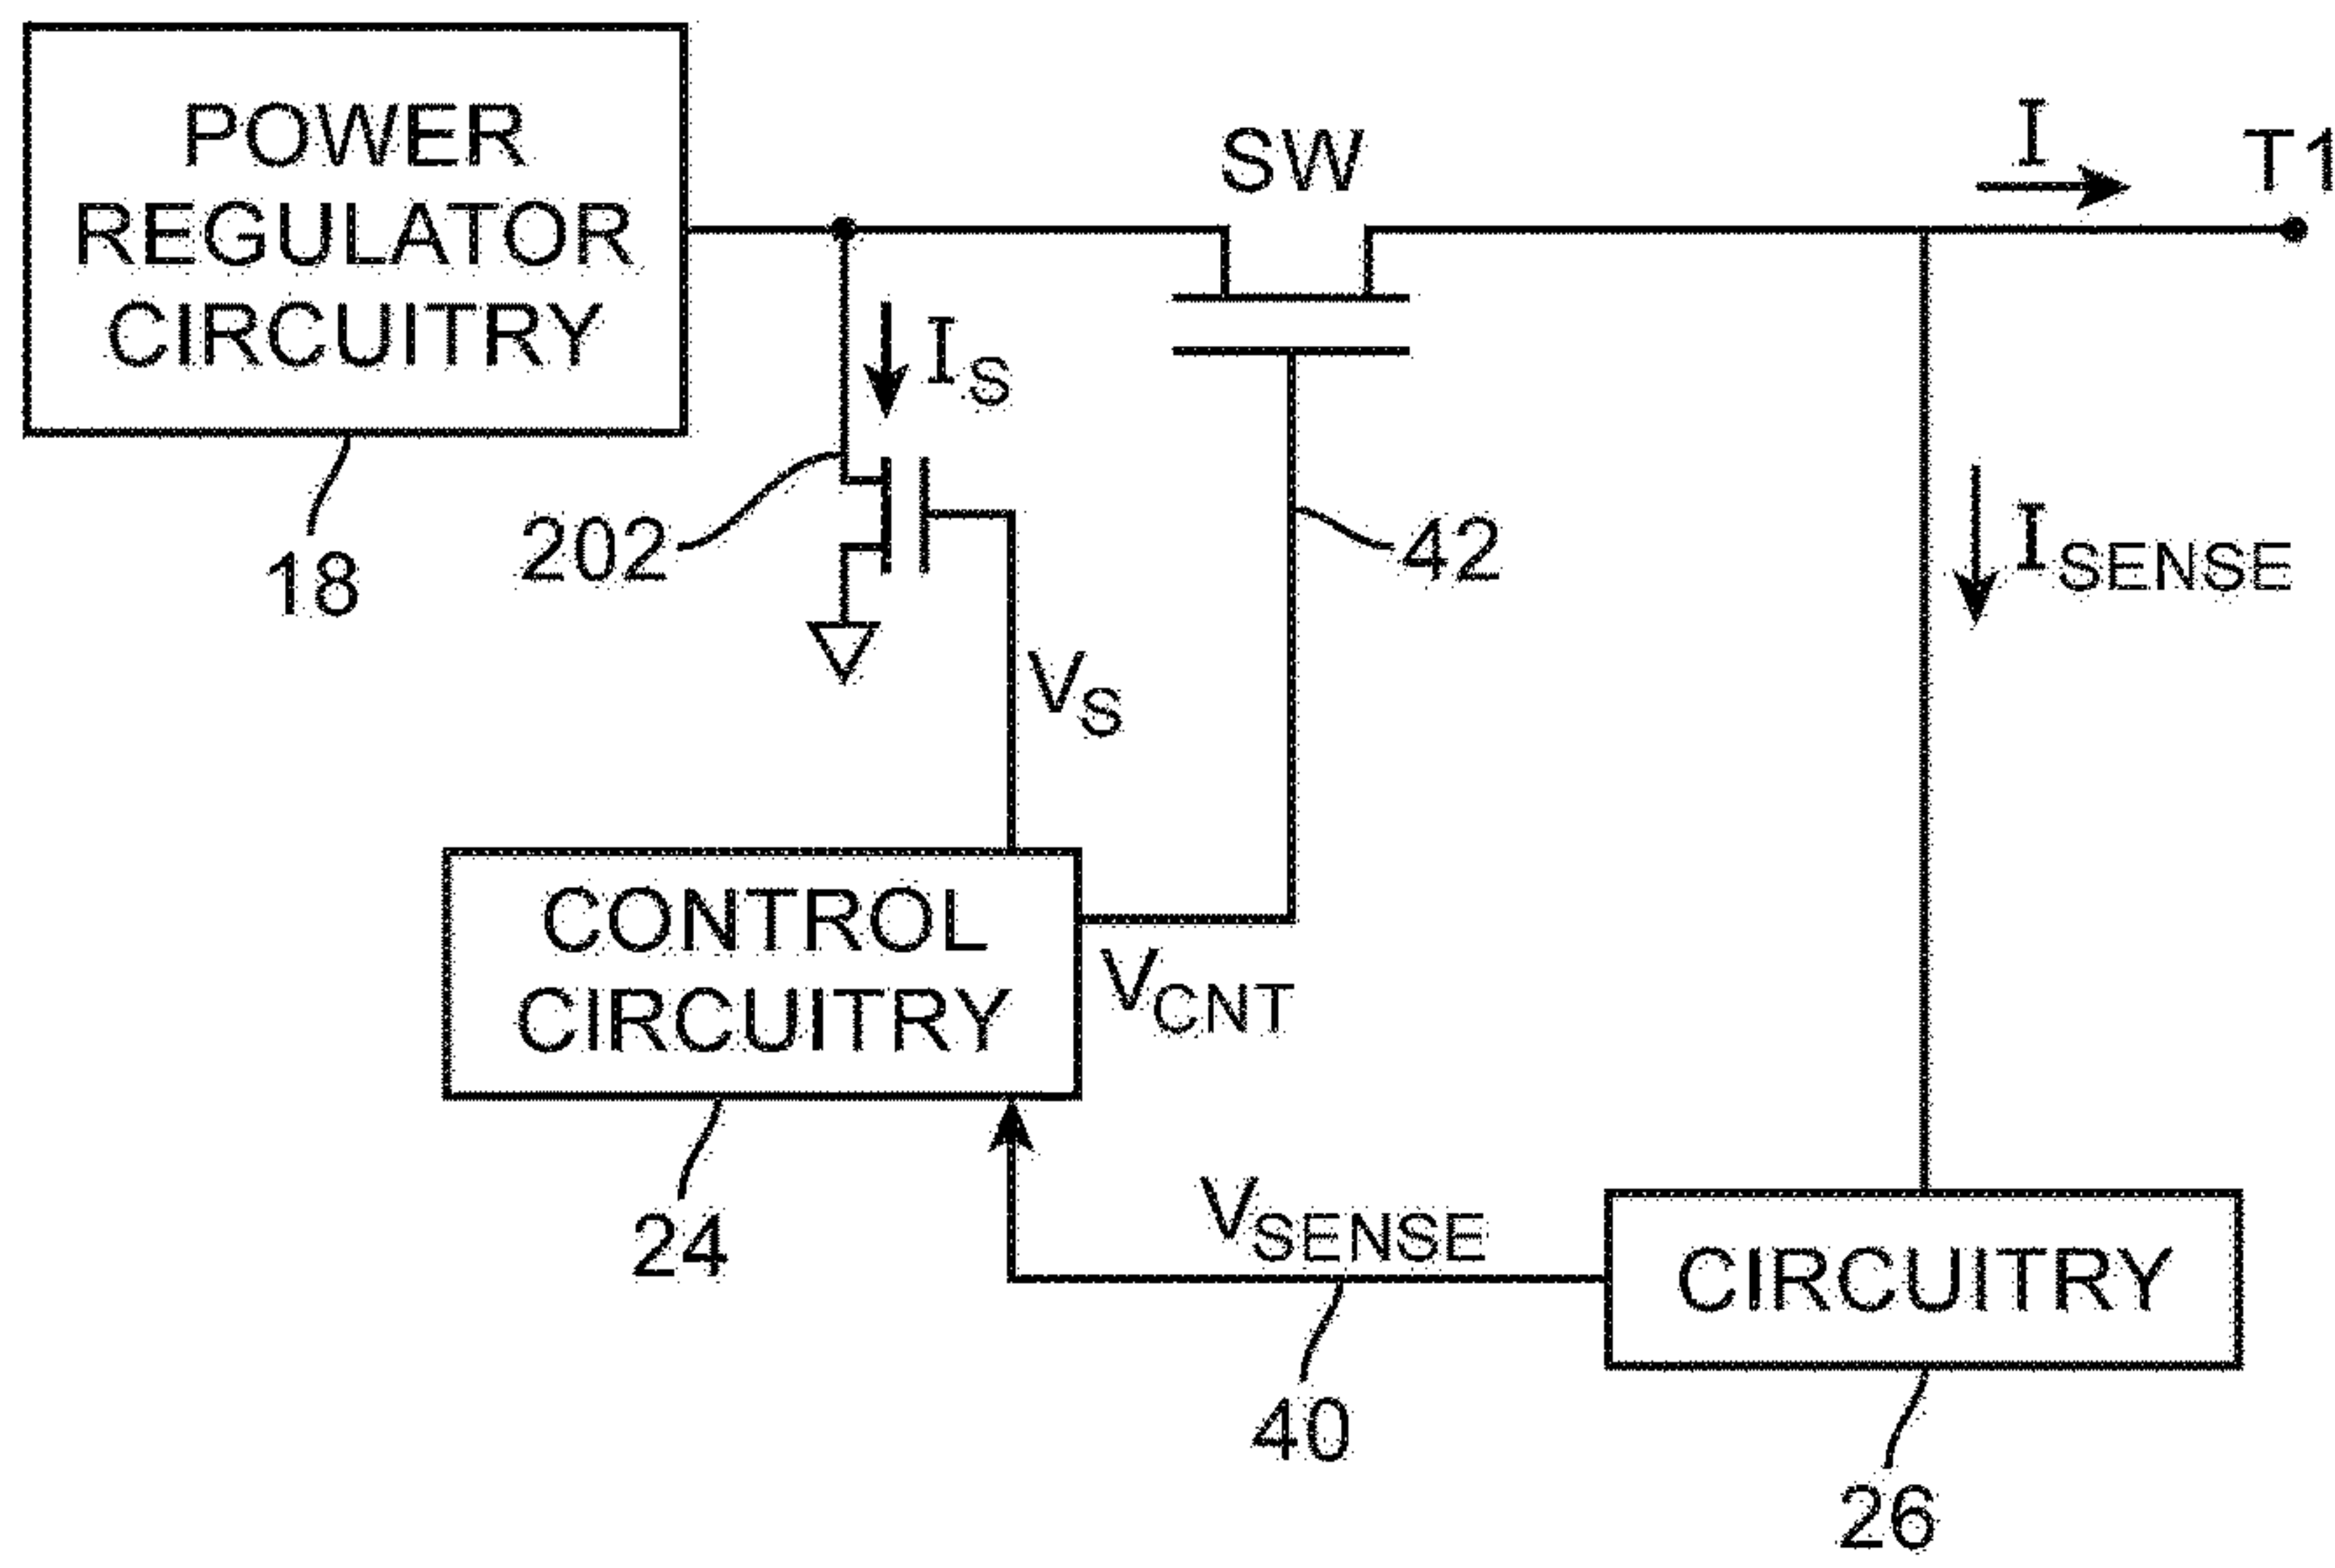 POWER
REGULATOR
CIRCUITRY
18
SW
I
T1
I_S
202
42
I_SENSE
V_S
CONTROL
CIRCUITRY
V_CNT
24
V_SENSE
40
CIRCUITRY
26